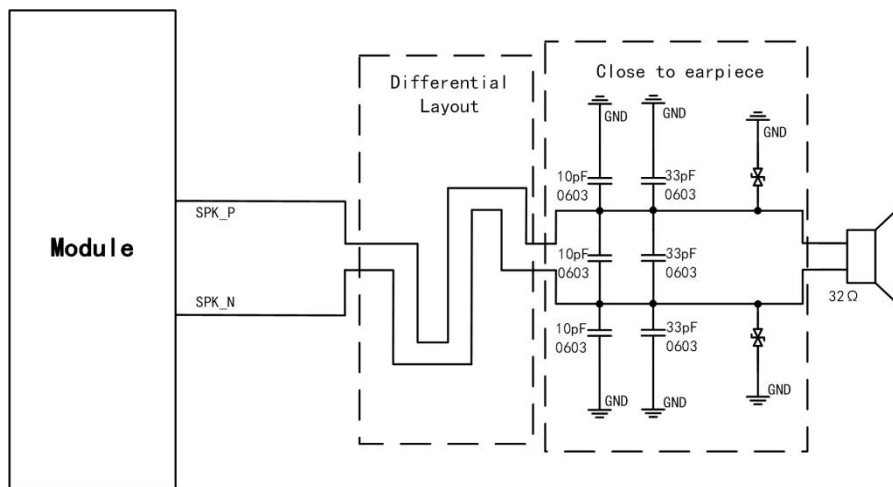 Differential
Layout
Close to earpiece
GND
GND
GND
10pF
0603
33pF
0603
SPK_P
Module
10pF
0603
33pF
0603
SPK_N
32Ω
10pF
0603
33pF
0603
GND
GND
GND